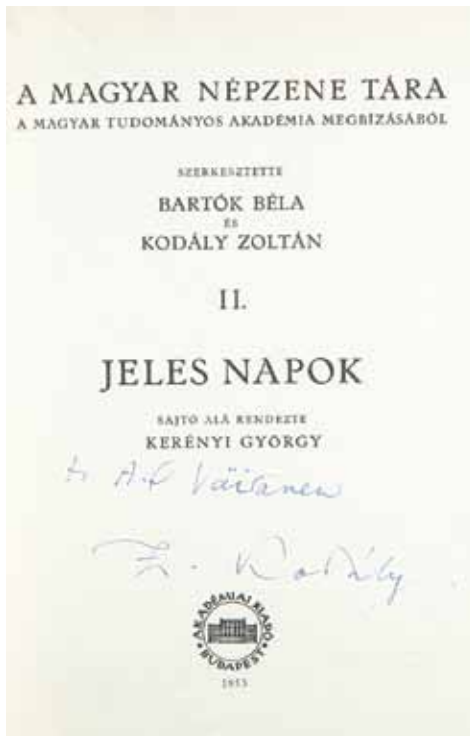 A MAGYAR NÉPZENE TÁRA
A MAGYAR TUDOMÁNYOS AKADÉMIA MEGBÍZÁSÁBÓL
SZERKESZTETTE
BARTÓK BÉLA
ÉS
KODÁLY ZOLTÁN
II.
JELES NAPOK
SAJTÓ ALÁ RENDEZTE
KERÉNYI GYÖRGY
Z. Kodály
AKADÉMIAI KIADÓ
BUDAPEST
1953